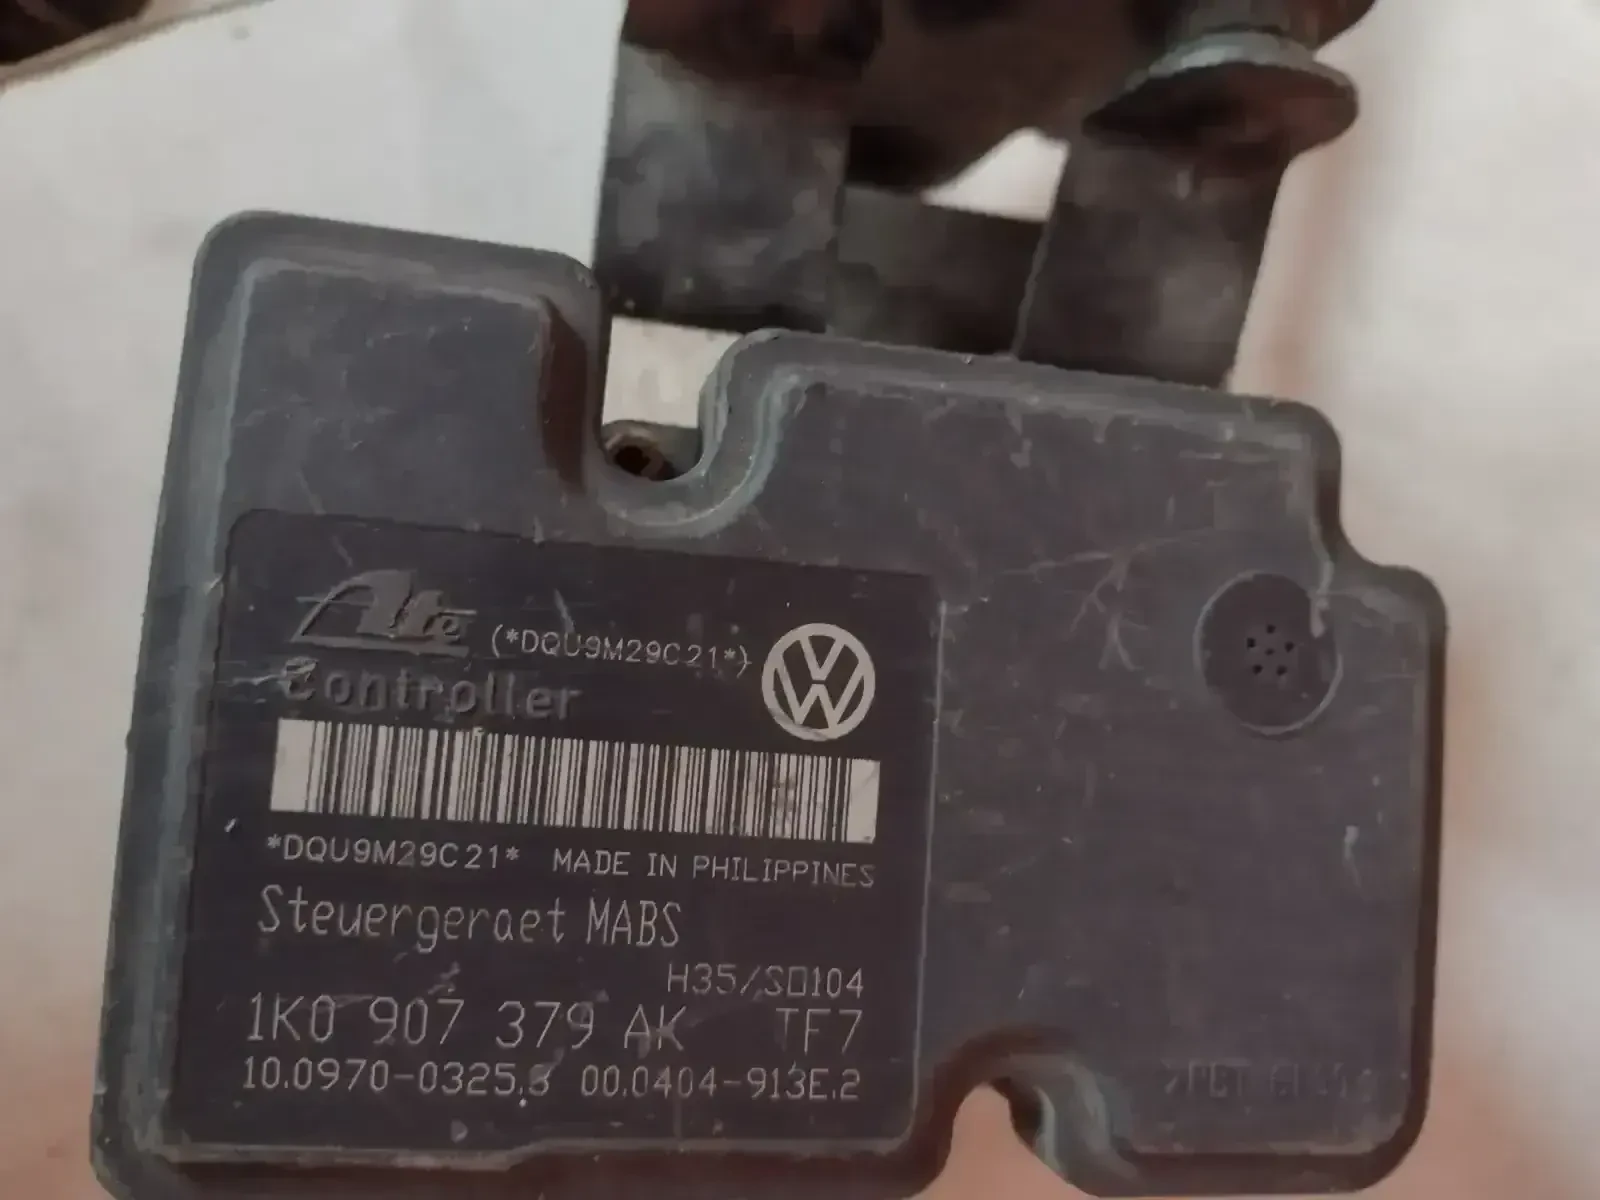 Ate (*DQU9M29C21*)
Controller
*DQU9M29C21* MADE IN PHILIPPINES
Steuergeraet MABS
H35/S0104
1K0 907 379 AK TF7
10.0970-0325.3 00.0404-913E.2